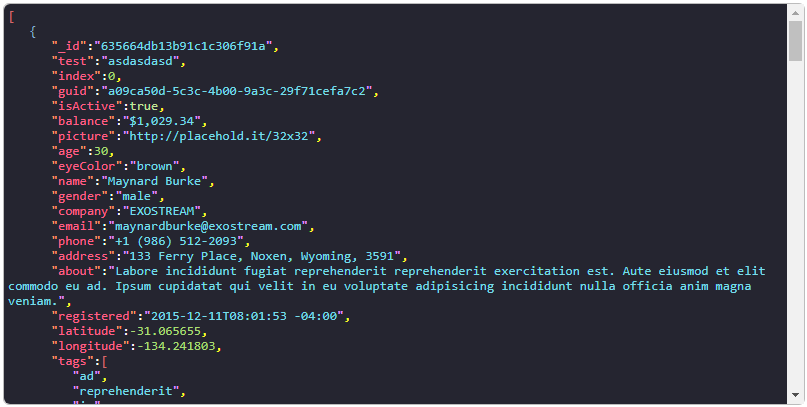 [
{
"_id":"635664db13b91c1c306f91a",
"test":"asdasdasd",
"index":0,
"guid":"a09ca50d-5c3c-4b00-9a3c-29f71cefa7c2",
"isActive":true,
"balance":"$1,029.34",
"picture":"http://placehold.it/32x32",
"age":30,
"eyeColor":"brown",
"name":"Maynard Burke",
"gender":"male",
"company":"EXOSTREAM",
"email":"maynardburke@exostream.com",
"phone":"+1 (986) 512-2093",
"address":"133 Ferry Place, Noxen, Wyoming, 3591",
"about":"Labore incididunt fugiat reprehenderit reprehenderit exercitation est. Aute eiusmod et elit
commodo eu ad. Ipsum cupidatat qui velit in eu voluptate adipisicing incididunt nulla officia anim magna
veniam.",
"registered":"2015-12-11T08:01:53 -04:00",
"latitude":-31.065655,
"longitude":-134.241803,
"tags":[
"ad",
"reprehenderit",